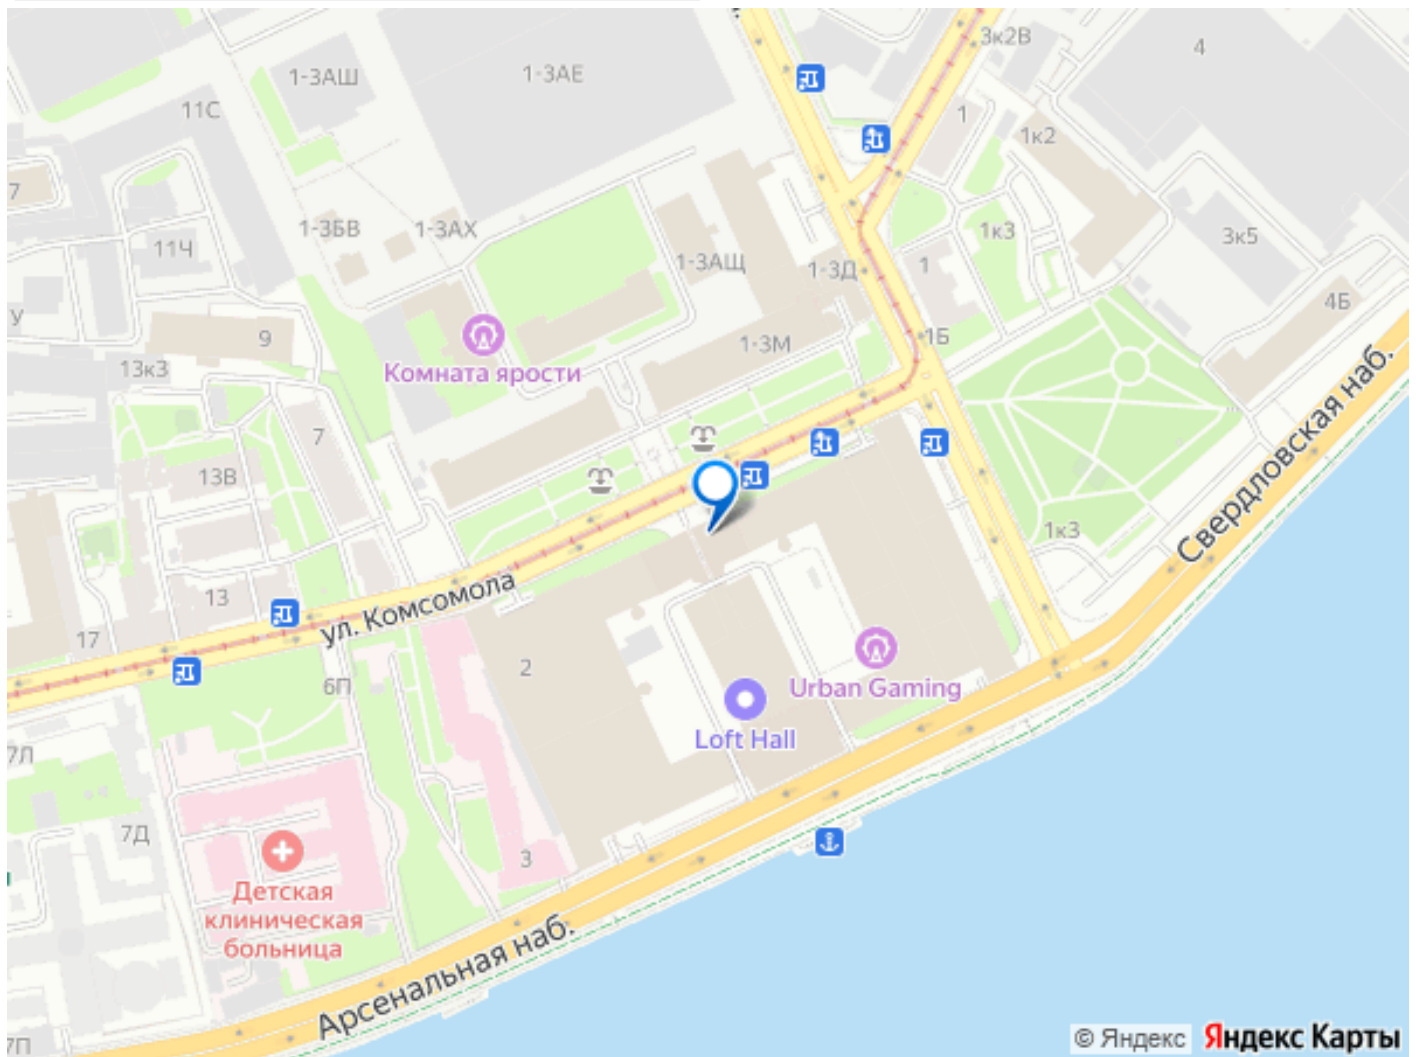 3к2В
4
1-3АШ
1-3АЕ
11С
1
1к2
7
1-3БВ
1-3АХ
11Ч
1-3АЩ
1-3Д
1
1к3
3к5
У
9
1-3М
1Б
4Б
13к3
Комната ярости
7
13В
Свердловская наб.
1к3
13
ул. Комсомола
17
2
6П
Urban Gaming
Loft Hall
7Л
7Д
3
Детская
клиническая
больница
Арсенальная наб.
7П
© Яндекс
Яндекс Карты